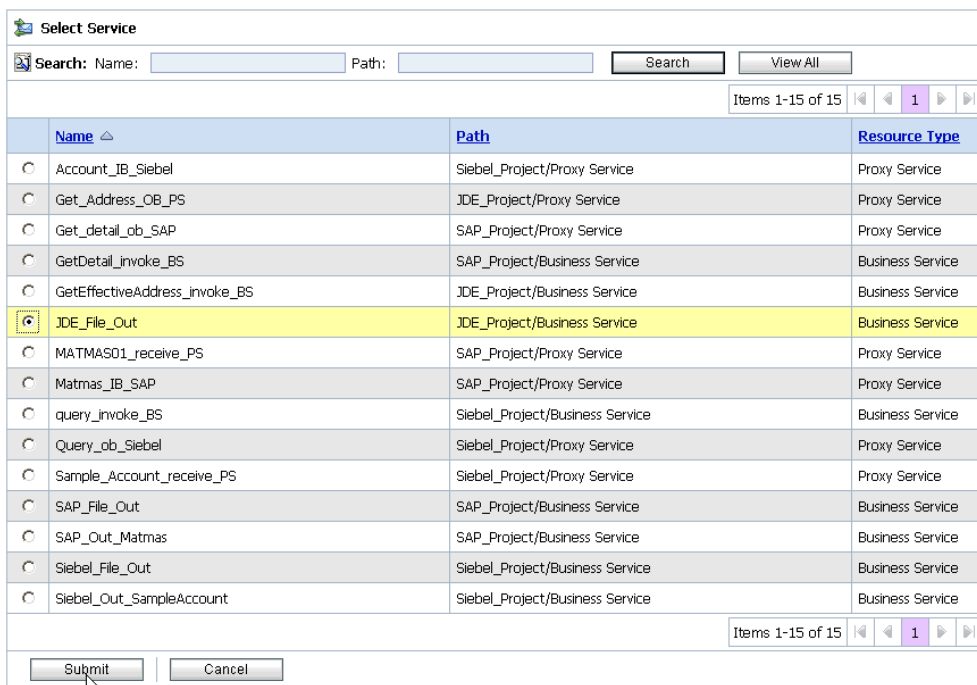 Select Service
Search: Name: Path: Search View All
Items 1-15 of 15 1
Name Path Resource Type
Account_IB_Siebel Siebel_Project/Proxy Service Proxy Service
Get_Address_OB_PS JDE_Project/Proxy Service Proxy Service
Get_detail_ob_SAP SAP_Project/Proxy Service Proxy Service
GetDetail_invoke_BS SAP_Project/Business Service Business Service
GetEffectiveAddress_invoke_BS JDE_Project/Business Service Business Service
JDE_File_Out JDE_Project/Business Service Business Service
MATMAS01_receive_PS SAP_Project/Proxy Service Proxy Service
Matmas_IB_SAP SAP_Project/Proxy Service Proxy Service
query_invoke_BS Siebel_Project/Business Service Business Service
Query_ob_Siebel Siebel_Project/Proxy Service Proxy Service
Sample_Account_receive_PS Siebel_Project/Proxy Service Proxy Service
SAP_File_Out SAP_Project/Business Service Business Service
SAP_Out_Matmas SAP_Project/Business Service Business Service
Siebel_File_Out Siebel_Project/Business Service Business Service
Siebel_Out_SampleAccount Siebel_Project/Business Service Business Service
Items 1-15 of 15 1
Submit Cancel